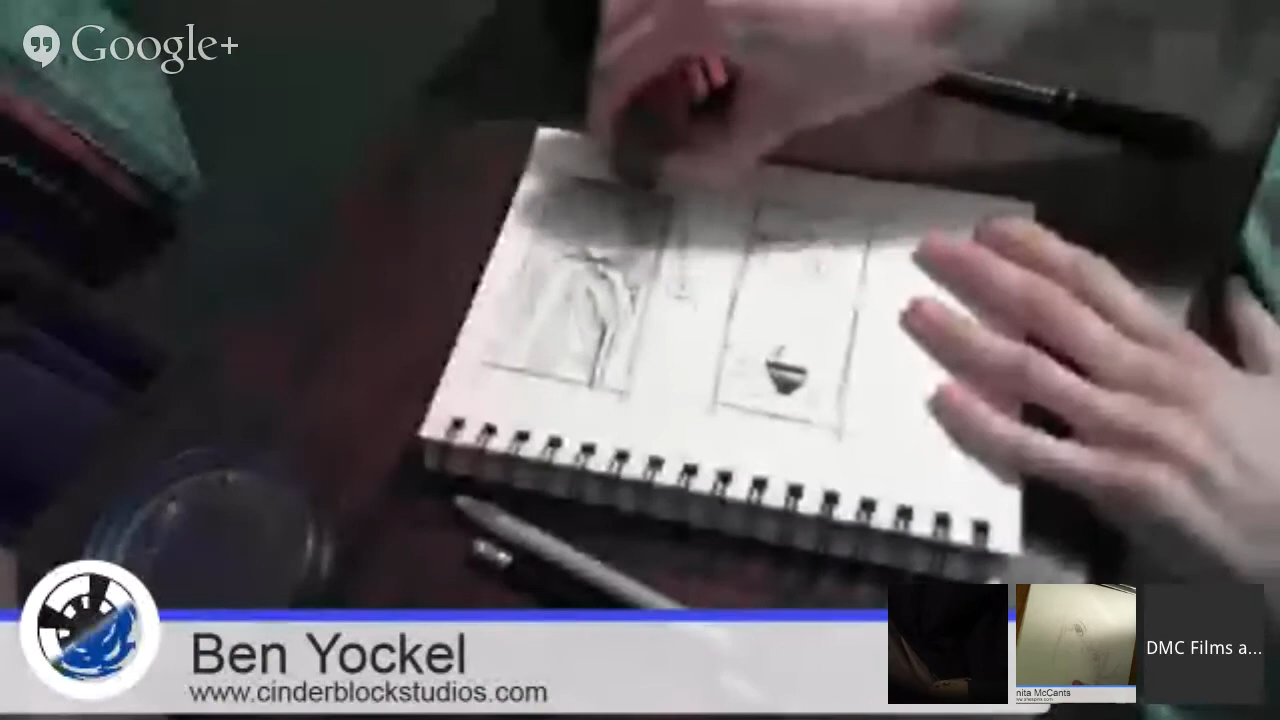 Google+
Ben Yockel
www.cinderblockstudios.com
nita McCants
DMC Films a...